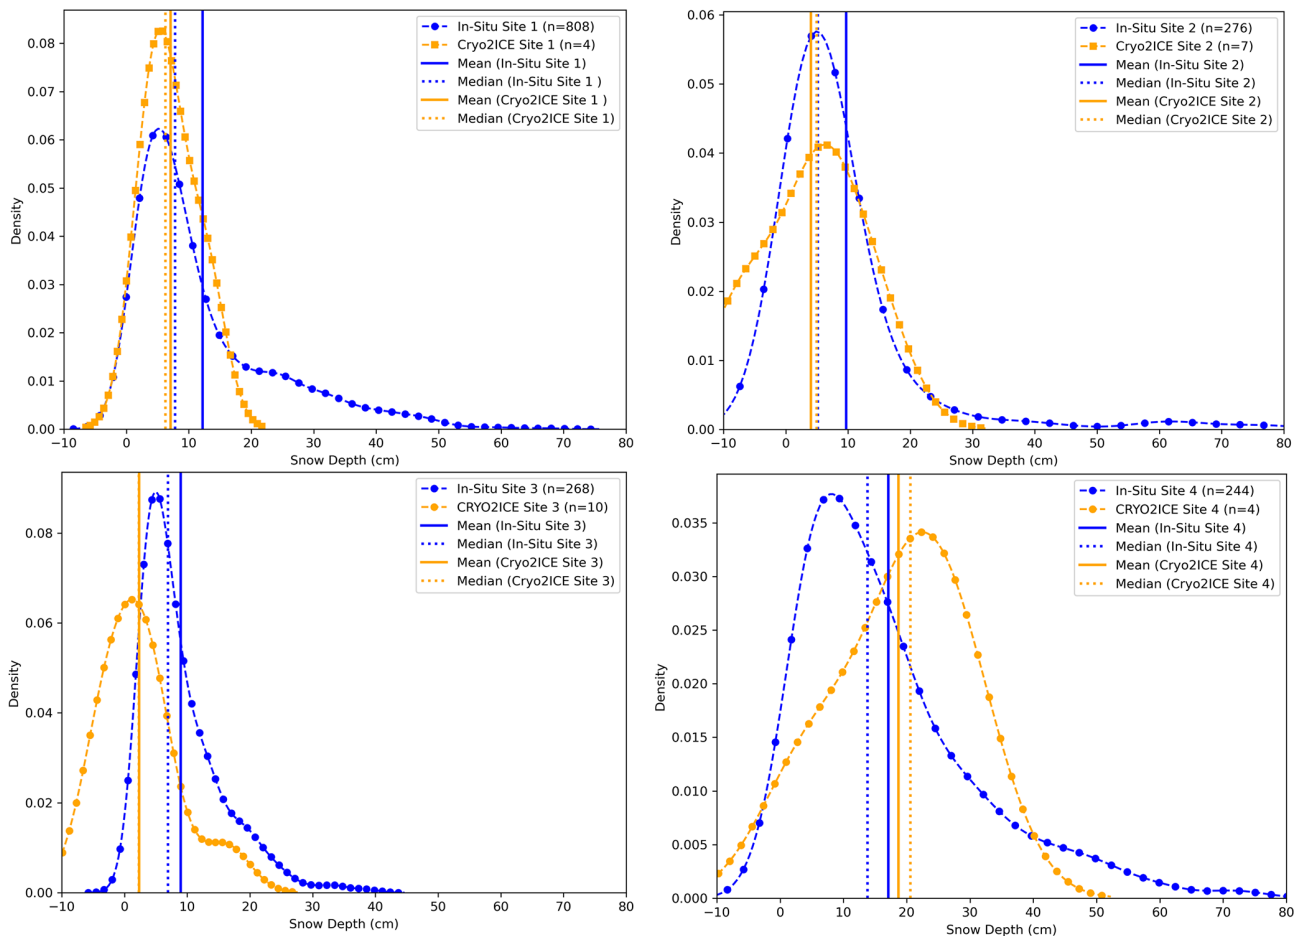 In-Situ Site 1 (n=808)
Cryo2ICE Site 1 (n=4)
Mean (In-Situ Site 1)
Median (In-Situ Site 1 )
Mean (Cryo2ICE Site 1 )
Median (Cryo2ICE Site 1)
0.08
0.07
0.06
0.05
0.04
0.03
0.02
0.01
0.00
Density
−10 0 10 20 30 40 50 60 70 80
Snow Depth (cm)
In-Situ Site 2 (n=276)
Cryo2ICE Site 2 (n=7)
Mean (In-Situ Site 2)
Median (In-Situ Site 2)
Mean (Cryo2ICE Site 2)
Median (Cryo2ICE Site 2)
0.06
0.05
0.04
0.03
0.02
0.01
0.00
Density
−10 0 10 20 30 40 50 60 70 80
Snow Depth (cm)
In-Situ Site 3 (n=268)
CRYO2ICE Site 3 (n=10)
Mean (In-Situ Site 3)
Median (In-Situ Site 3)
Mean (Cryo2ICE Site 3)
Median (Cryo2ICE Site 3)
0.08
0.06
0.04
0.02
0.00
Density
−10 0 10 20 30 40 50 60 70 80
Snow Depth (cm)
In-Situ Site 4 (n=244)
CRYO2ICE Site 4 (n=4)
Mean (In-Situ Site 4)
Median (In-Situ Site 4)
Mean (Cryo2ICE Site 4)
Median (Cryo2ICE Site 4)
0.035
0.030
0.025
0.020
0.015
0.010
0.005
0.000
Density
−10 0 10 20 30 40 50 60 70 80
Snow Depth (cm)